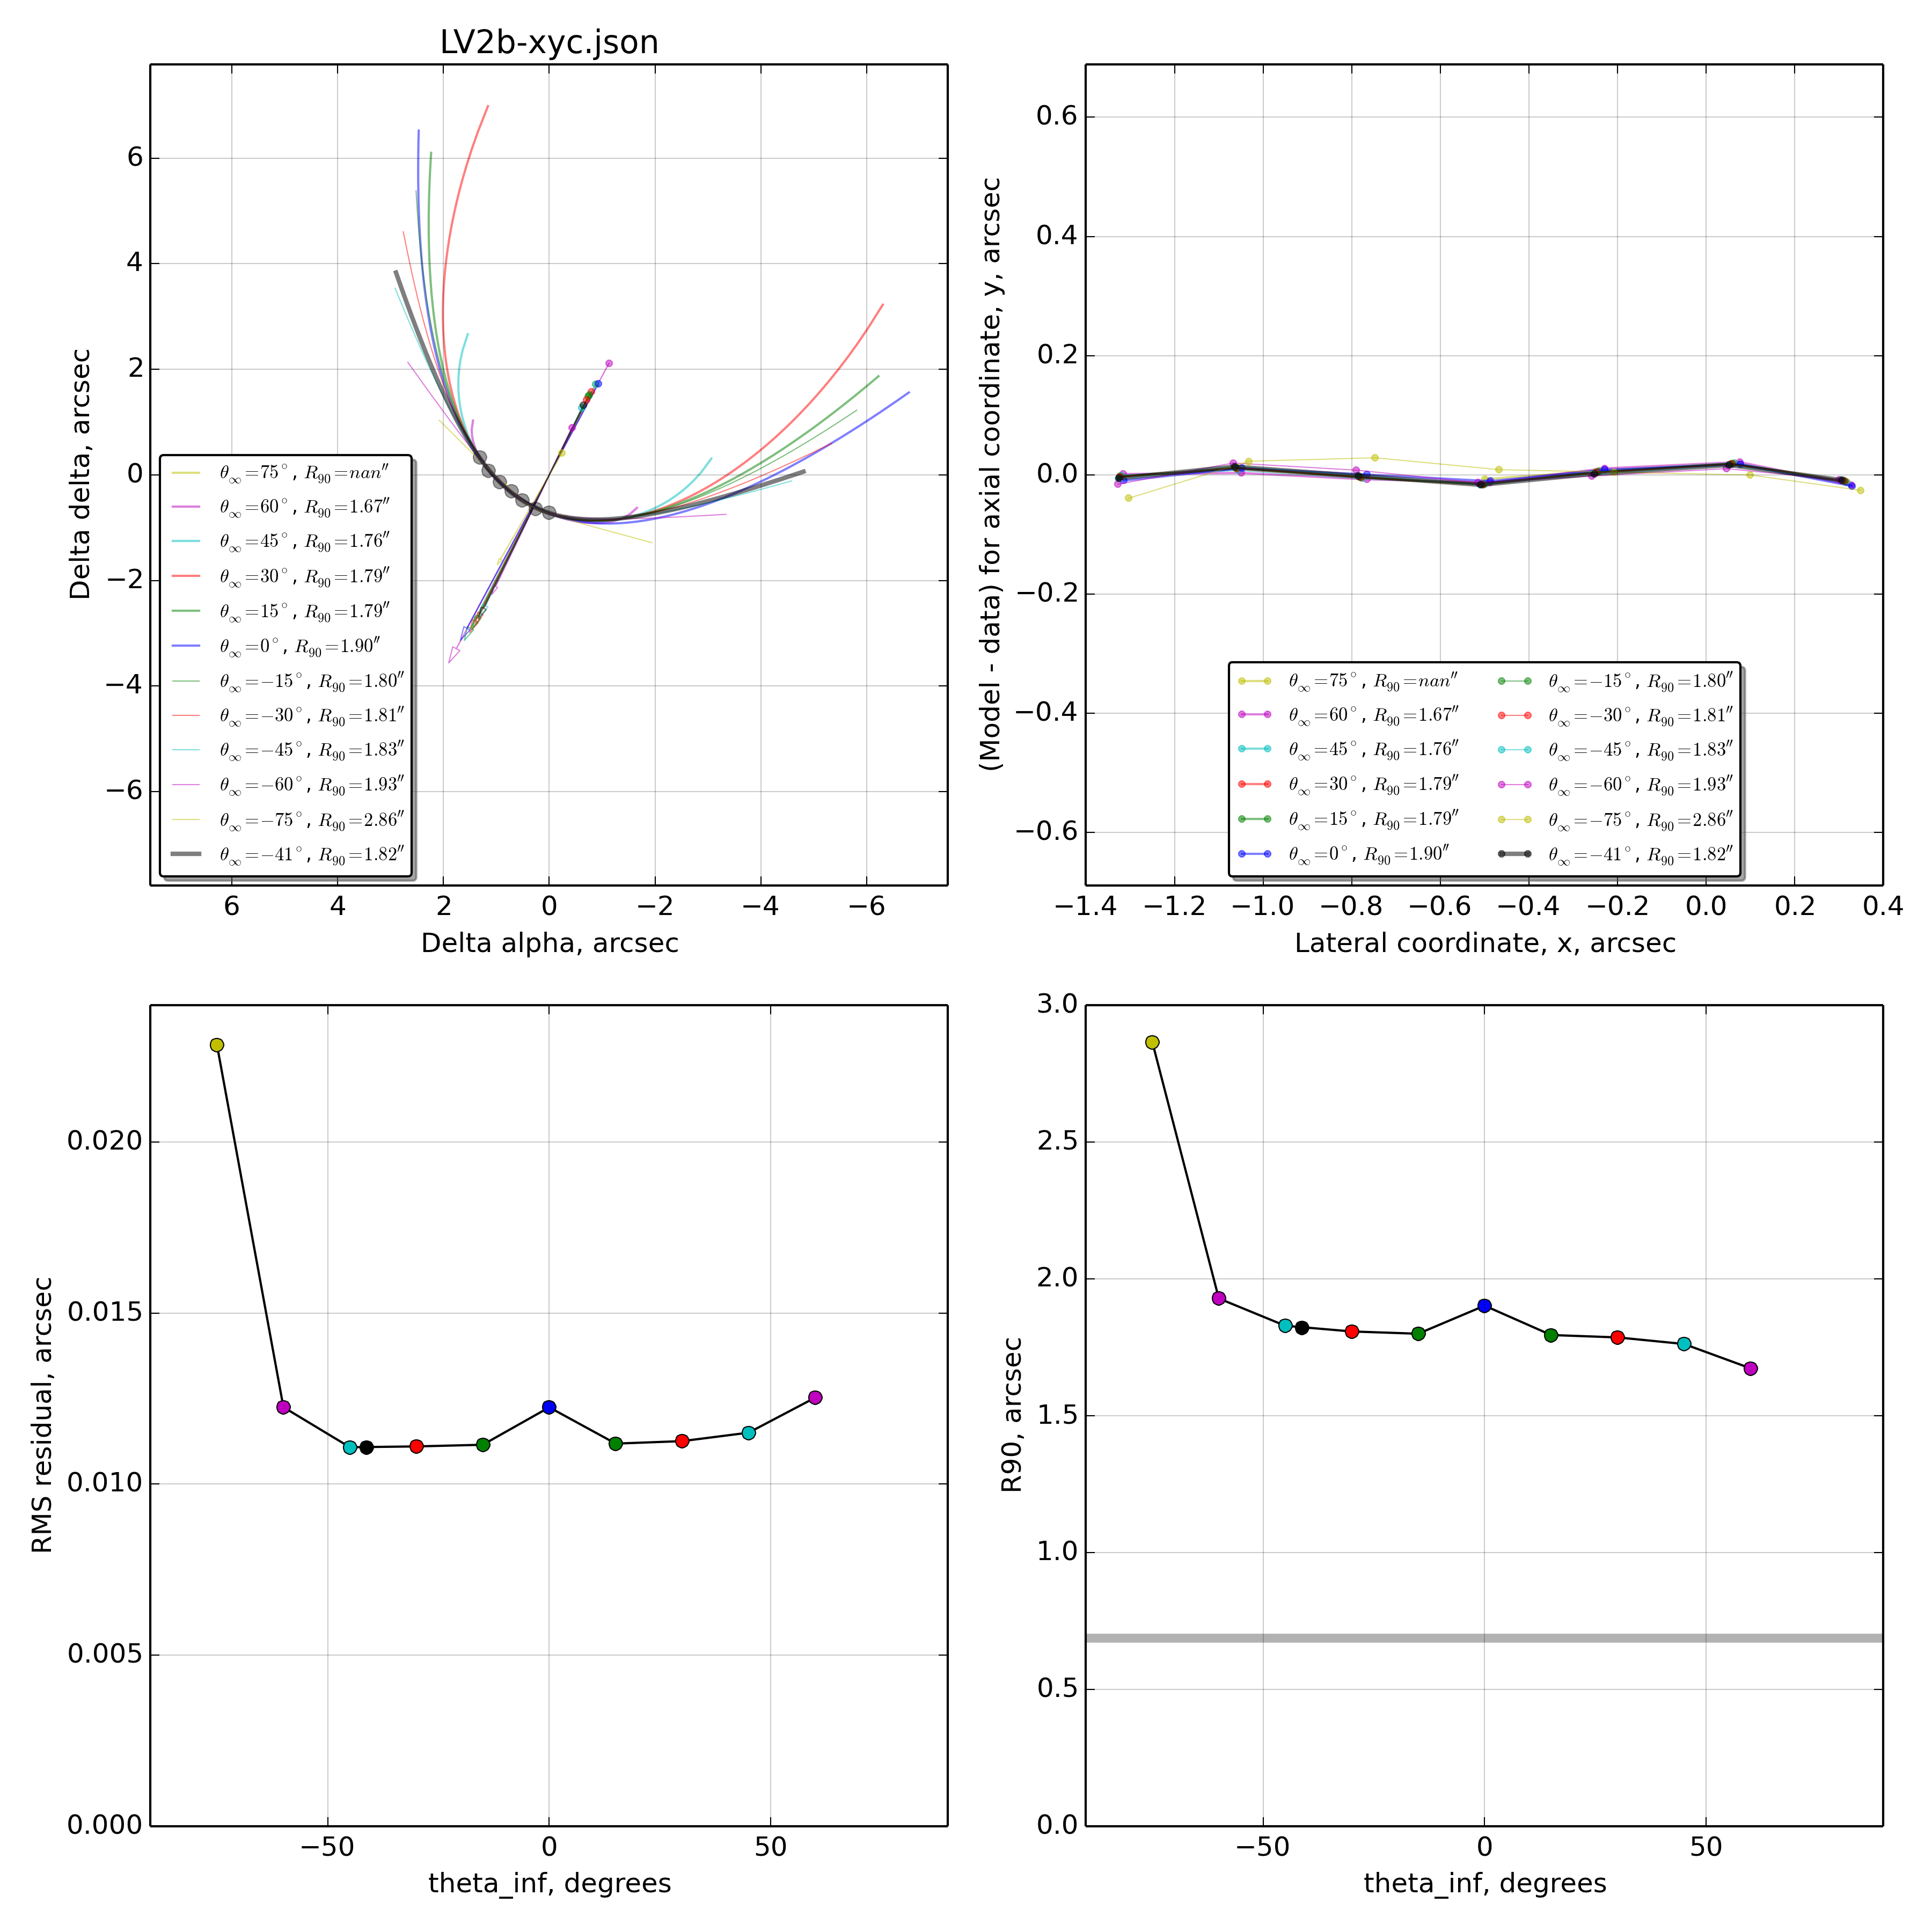 LV2b-xyc.json
Delta delta, arcsec
6
4
2
0
−2
−4
−6
θ∞=75°, R90=nan″
θ∞=60°, R90=1.67″
θ∞=45°, R90=1.76″
θ∞=30°, R90=1.79″
θ∞=15°, R90=1.79″
θ∞=0°, R90=1.90″
θ∞=−15°, R90=1.80″
θ∞=−30°, R90=1.81″
θ∞=−45°, R90=1.83″
θ∞=−60°, R90=1.93″
θ∞=−75°, R90=2.86″
θ∞=−41°, R90=1.82″
6 4 2 0 −2 −4 −6
Delta alpha, arcsec
(Model - data) for axial coordinate, y, arcsec
0.6
0.4
0.2
0.0
−0.2
−0.4
−0.6
θ∞=75°, R90=nan″
θ∞=60°, R90=1.67″
θ∞=45°, R90=1.76″
θ∞=30°, R90=1.79″
θ∞=15°, R90=1.79″
θ∞=0°, R90=1.90″
θ∞=−15°, R90=1.80″
θ∞=−30°, R90=1.81″
θ∞=−45°, R90=1.83″
θ∞=−60°, R90=1.93″
θ∞=−75°, R90=2.86″
θ∞=−41°, R90=1.82″
−1.4 −1.2 −1.0 −0.8 −0.6 −0.4 −0.2 0.0 0.2 0.4
Lateral coordinate, x, arcsec
RMS residual, arcsec
0.020
0.015
0.010
0.005
0.000
−50 0 50
theta_inf, degrees
R90, arcsec
3.0
2.5
2.0
1.5
1.0
0.5
0.0
−50 0 50
theta_inf, degrees